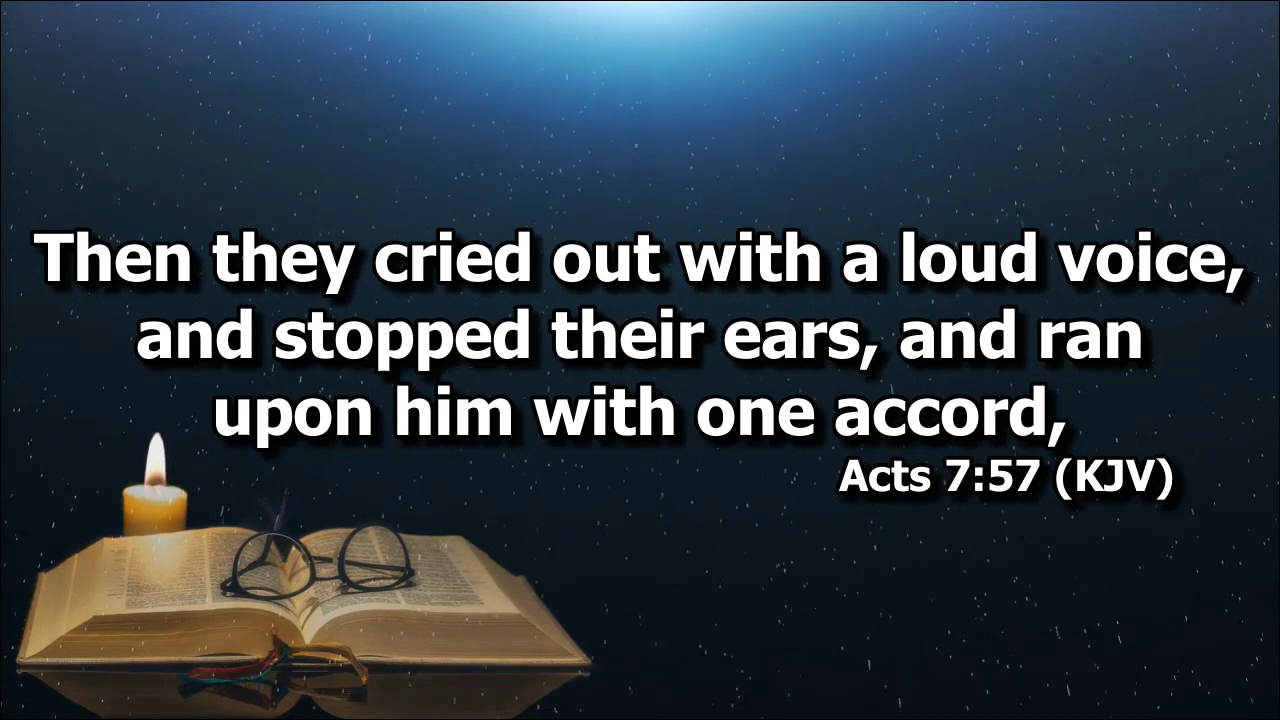 Then they cried out with a loud voice,
and stopped their ears, and ran
upon him with one accord,
Acts 7:57 (KJV)